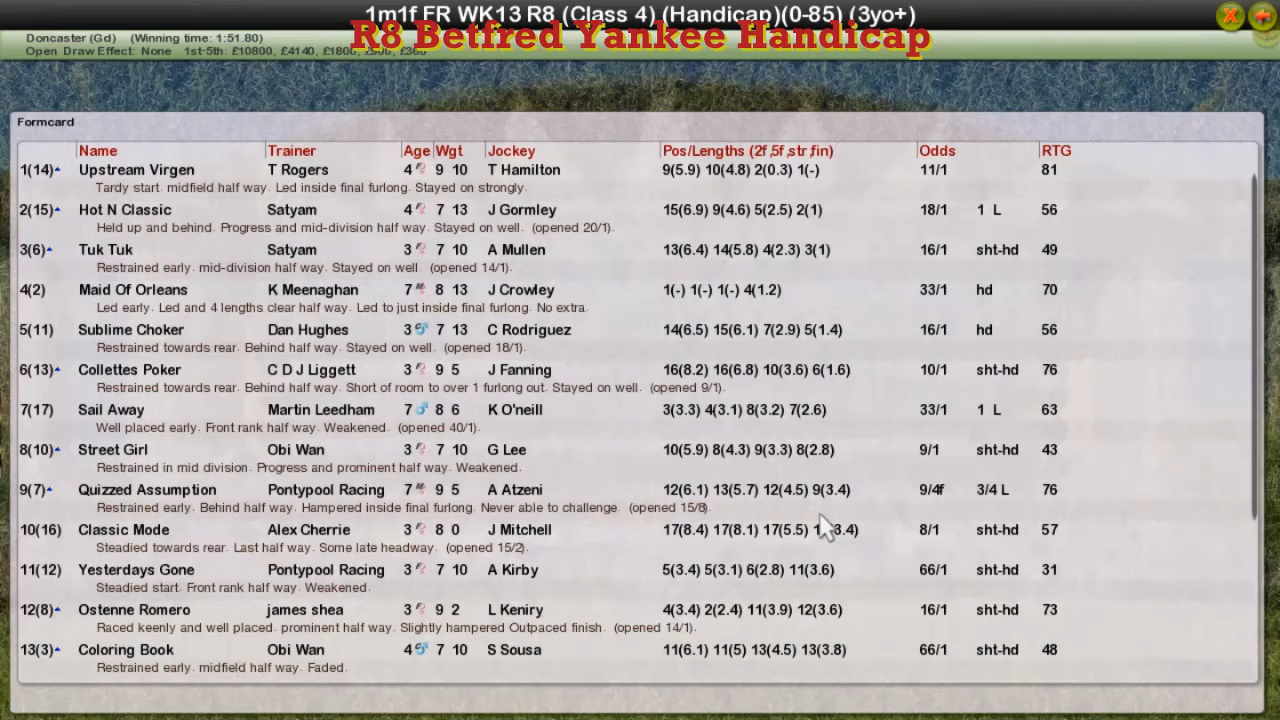 1m1f FR WK13 R8 (Class 4) (Handicap)(0-85) (3yo+)
R8 Betfred Yankee Handicap
Doncaster (Gd) (Winning time: 1:51.80)
Open Draw Effect: None 1st-5th: £10800, £4140, £1800, £900, £360
Formcard
Name Trainer Age Wgt Jockey Pos/Lengths (2f,5f,str,fin) Odds RTG
1(14) Upstream Virgen T Rogers 4 9 10 T Hamilton 9(5.9) 10(4.8) 2(0.3) 1(-) 11/1 81
Tardy start. midfield half way. Led inside final furlong. Stayed on strongly.
2(15) Hot N Classic Satyam 4 7 13 J Gormley 15(6.9) 9(4.6) 5(2.5) 2(1) 18/1 1 L 56
Held up and behind. Progress and mid-division half way. Stayed on well. (opened 20/1).
3(6) Tuk Tuk Satyam 3 7 10 A Mullen 13(6.4) 14(5.8) 4(2.3) 3(1) 16/1 sht-hd 49
Restrained early. mid-division half way. Stayed on well. (opened 14/1).
4(2) Maid Of Orleans K Meenaghan 7 8 13 J Crowley 1(-) 1(-) 1(-) 4(1.2) 33/1 hd 70
Led early. Led and 4 lengths clear half way. Led to just inside final furlong. No extra.
5(11) Sublime Choker Dan Hughes 3 7 13 C Rodriguez 14(6.5) 15(6.1) 7(2.9) 5(1.4) 16/1 hd 56
Restrained towards rear. Behind half way. Stayed on well. (opened 18/1).
6(13) Collettes Poker C D J Liggett 3 9 5 J Fanning 16(8.2) 16(6.8) 10(3.6) 6(1.6) 10/1 sht-hd 76
Restrained towards rear. Behind half way. Short of room to over 1 furlong out. Stayed on well. (opened 9/1).
7(17) Sail Away Martin Leedham 7 8 6 K O'neill 3(3.3) 4(3.1) 8(3.2) 7(2.6) 33/1 1 L 63
Well placed early. Front rank half way. Weakened. (opened 40/1).
8(10) Street Girl Obi Wan 3 7 10 G Lee 10(5.9) 8(4.3) 9(3.3) 8(2.8) 9/1 sht-hd 43
Restrained in mid division. Progress and prominent half way. Weakened.
9(7) Quizzed Assumption Pontypool Racing 7 9 5 A Atzeni 12(6.1) 13(5.7) 12(4.5) 9(3.4) 9/4f 3/4 L 76
Restrained early. Behind half way. Hampered inside final furlong. Never able to challenge. (opened 15/8).
10(16) Classic Mode Alex Cherrie 3 8 0 J Mitchell 17(8.4) 17(8.1) 17(5.5) 3.4) 8/1 sht-hd 57
Steadied towards rear. Last half way. Some late headway. (opened 15/2).
11(12) Yesterdays Gone Pontypool Racing 3 7 10 A Kirby 5(3.4) 5(3.1) 6(2.8) 11(3.6) 66/1 sht-hd 31
Steadied start. Front rank half way. Weakened.
12(8) Ostenne Romero james shea 3 9 2 L Keniry 4(3.4) 2(2.4) 11(3.9) 12(3.6) 16/1 sht-hd 73
Raced keenly and well placed. prominent half way. Slightly hampered Outpaced finish. (opened 14/1).
13(3) Coloring Book Obi Wan 4 7 10 S Sousa 11(6.1) 11(5) 13(4.5) 13(3.8) 66/1 sht-hd 48
Restrained early. midfield half way. Faded.